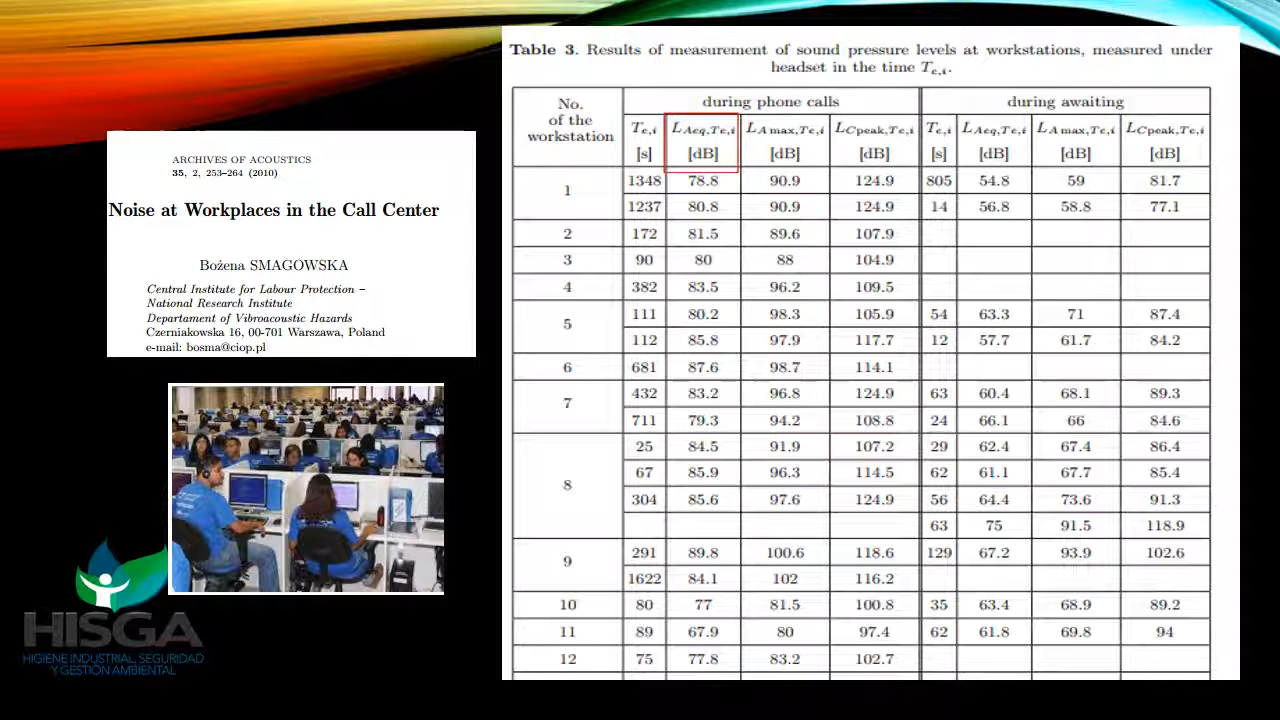 ARCHIVES OF ACOUSTICS
35, 2, 253–264 (2010)
Noise at Workplaces in the Call Center
Bożena SMAGOWSKA
Central Institute for Labour Protection –
National Research Institute
Departament of Vibroacoustic Hazards
Czerniakowska 16, 00-701 Warszawa, Poland
e-mail: bosma@ciop.pl
HISGA
HIGIENE INDUSTRIAL, SEGURIDAD
Y GESTIÓN AMBIENTAL
Table 3. Results of measurement of sound pressure levels at workstations, measured under
headset in the time Te,i.
No. of the workstation during phone calls during awaiting
Te,i LAeq,Te,i LA max,Te,i LCpeak,Te,i Te,i LAeq,Te,i LA max,Te,i LCpeak,Te,i
[s] [dB] [dB] [dB] [s] [dB] [dB] [dB]
1 1348 78.8 90.9 124.9 805 54.8 59 81.7
1237 80.8 90.9 124.9 14 56.8 58.8 77.1
2 172 81.5 89.6 107.9
3 90 80 88 104.9
4 382 83.5 96.2 109.5
5 111 80.2 98.3 105.9 54 63.3 71 87.4
112 85.8 97.9 117.7 12 57.7 61.7 84.2
6 681 87.6 98.7 114.1
7 432 83.2 96.8 124.9 63 60.4 68.1 89.3
711 79.3 94.2 108.8 24 66.1 66 84.6
8 25 84.5 91.9 107.2 29 62.4 67.4 86.4
67 85.9 96.3 114.5 62 61.1 67.7 85.4
304 85.6 97.6 124.9 56 64.4 73.6 91.3
63 75 91.5 118.9
9 291 89.8 100.6 118.6 129 67.2 93.9 102.6
1622 84.1 102 116.2
10 80 77 81.5 100.8 35 63.4 68.9 89.2
11 89 67.9 80 97.4 62 61.8 69.8 94
12 75 77.8 83.2 102.7